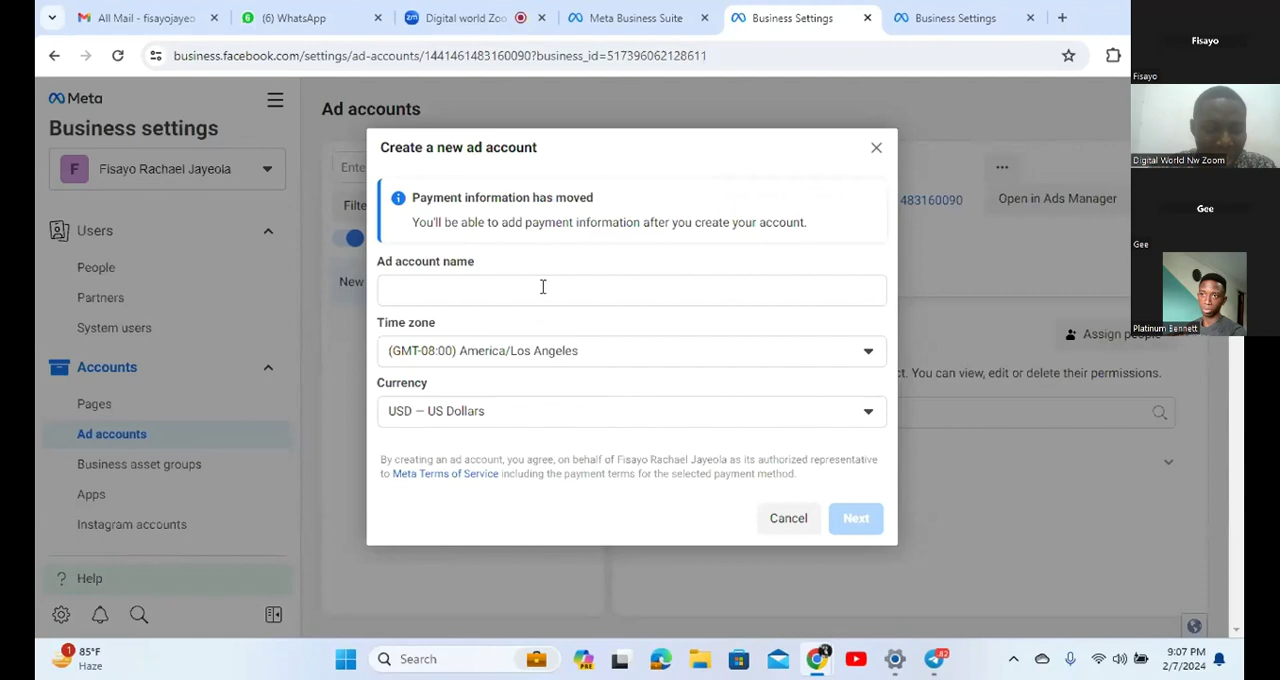 All Mail - fisayojayeo
(6) WhatsApp
Digital world Zoo
Meta Business Suite
Business Settings
Business Settings
business.facebook.com/settings/ad-accounts/1441461483160090?business_id=517396062128611
Fisayo
Fisayo
Digital World Nw Zoom
Gee
Gee
Platinum Bennett
Meta
Business settings
F
Fisayo Rachael Jayeola
Users
People
Partners
System users
Accounts
Pages
Ad accounts
Business asset groups
Apps
Instagram accounts
? Help
Ad accounts
Filte
New
483160090
Open in Ads Manager
Assign people
ct. You can view, edit or delete their permissions.
Create a new ad account
Payment information has moved
You'll be able to add payment information after you create your account.
Ad account name
Time zone
(GMT-08:00) America/Los Angeles
Currency
USD — US Dollars
By creating an ad account, you agree, on behalf of Fisayo Rachael Jayeola as its authorized representative
to Meta Terms of Service including the payment terms for the selected payment method.
Cancel
Next
1
85°F
Haze
Search
PRE
82
9:07 PM
2/7/2024